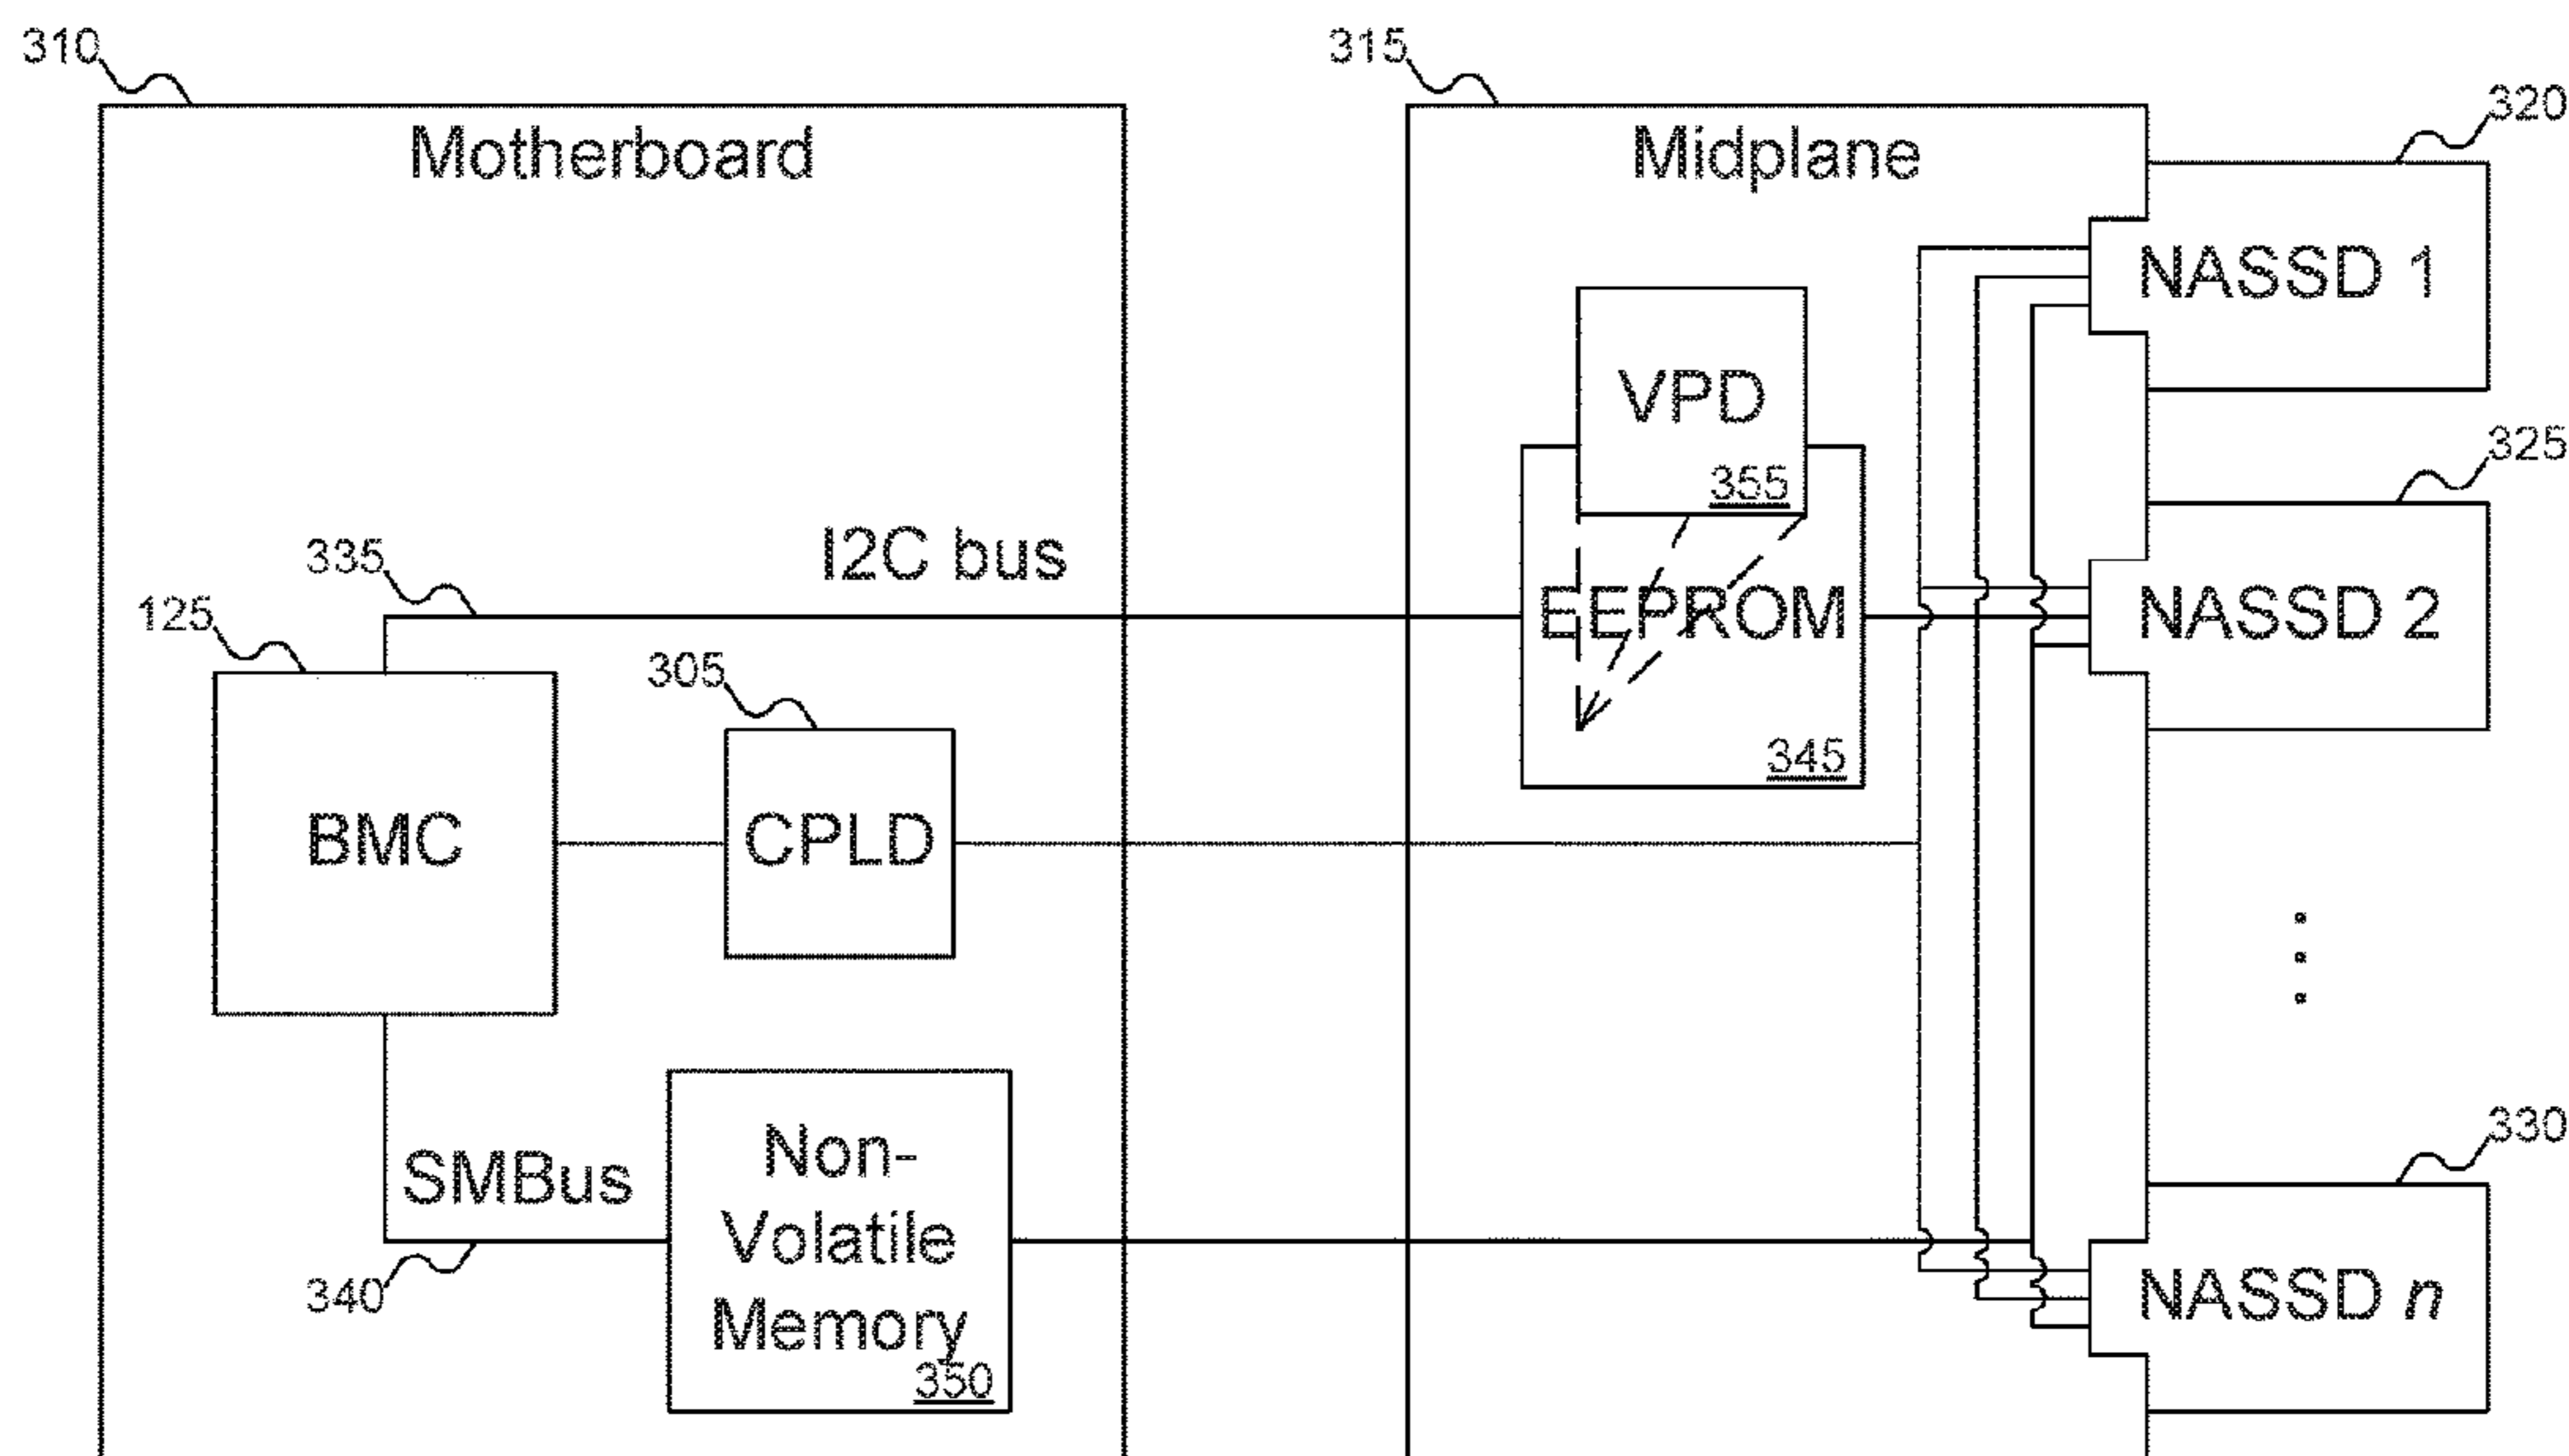 310
315
320
Motherboard
Midplane
NASSD 1
VPD
355
325
I2C bus
335
EEPROM
NASSD 2
125
305
345
BMC
CPLD
330
SMBus
340
Non-
Volatile
Memory
350
NASSD n